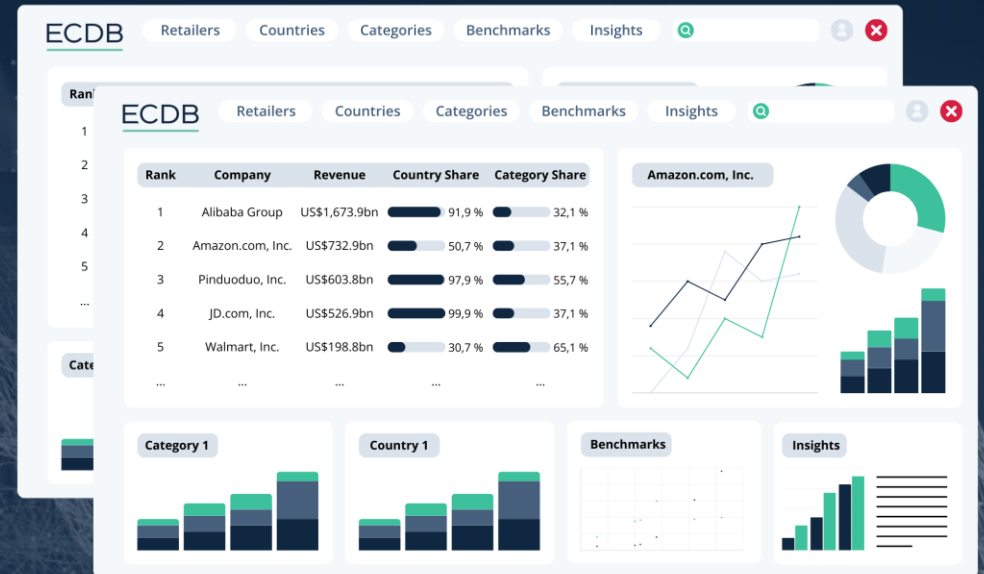 ECDB Retailers Countries Categories Benchmarks Insights
1
2
3
4
5
...
ECDB Retailers Countries Categories Benchmarks Insights
Rank Company Revenue Country Share Category Share
1 Alibaba Group US$1,673.9bn 91,9 % 32,1 %
2 Amazon.com, Inc. US$732.9bn 50,7 % 37,1 %
3 Pinduoduo, Inc. US$603.8bn 97,9 % 55,7 %
4 JD.com, Inc. US$526.9bn 99,9 % 37,1 %
5 Walmart, Inc. US$198.8bn 30,7 % 65,1 %
... ... ... ... ...
Amazon.com, Inc.
Category 1
Country 1
Benchmarks
Insights